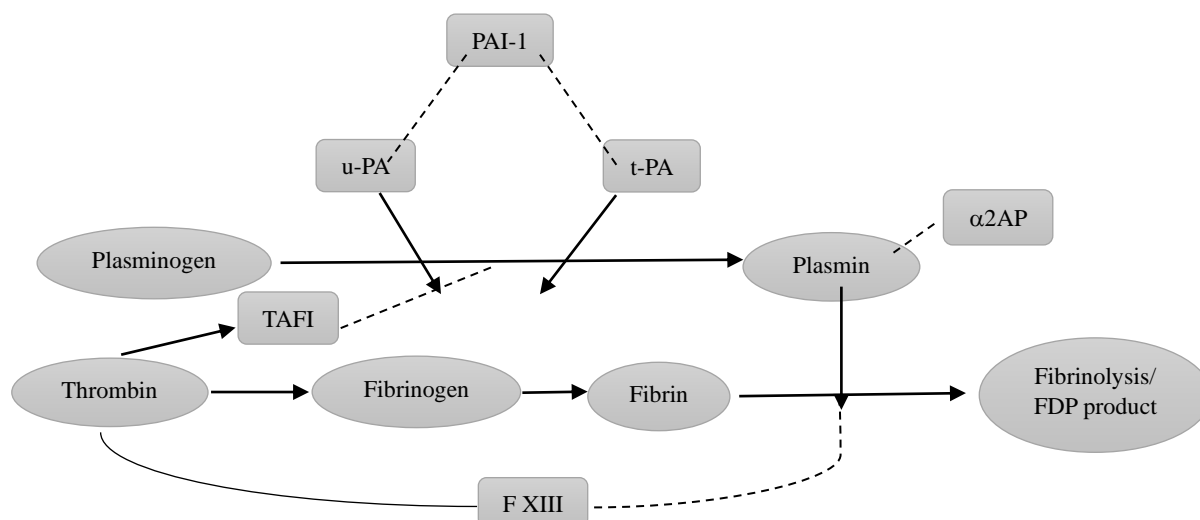 PAI-1
u-PA
t-PA
α2AP
Plasminogen
Plasmin
TAFI
Thrombin
Fibrinogen
Fibrin
Fibrinolysis/
FDP product
F XIII